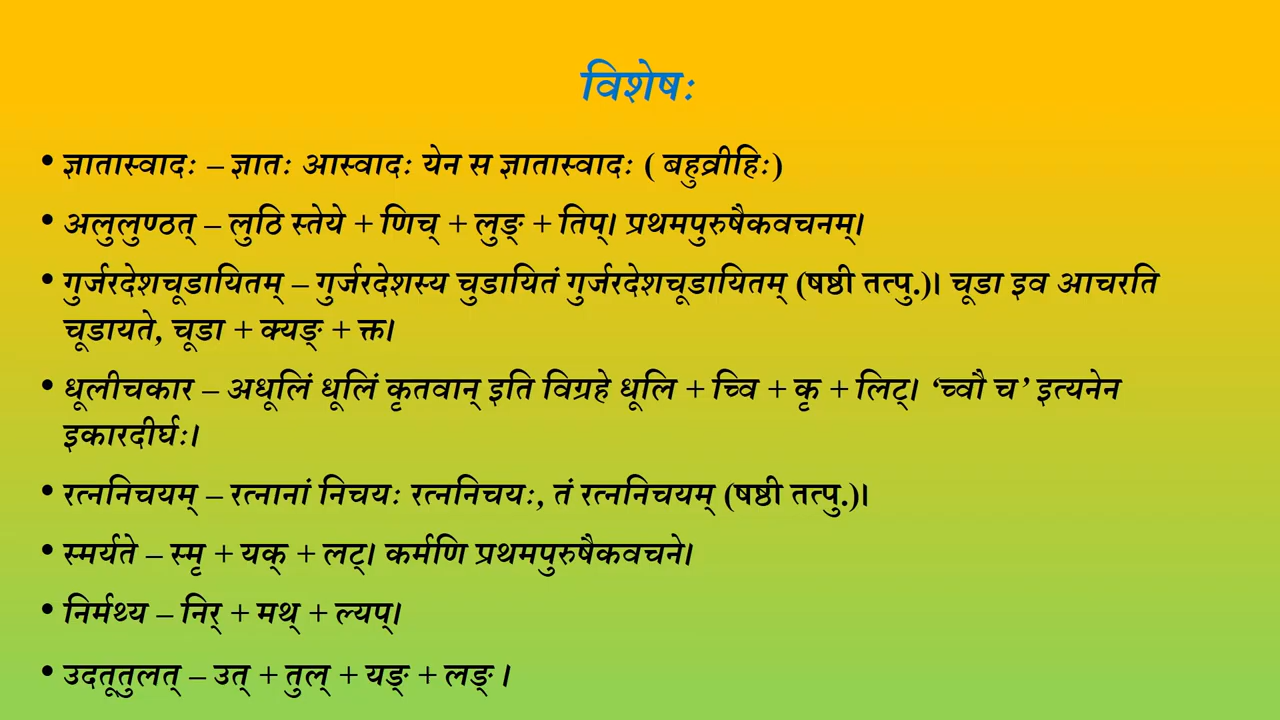 विशेषः
• ज्ञातास्वादः – ज्ञातः आस्वादः येन स ज्ञातास्वादः ( बहुव्रीहिः)
• अलुलुण्ठत् – लुठि स्तेये + णिच् + लुङ् + तिप्। प्रथमपुरुषैकवचनम्।
• गुर्जरदेशचूडायितम् – गुर्जरदेशस्य चुडायितं गुर्जरदेशचूडायितम् (षष्ठी तत्पु.)। चूडा इव आचरति
चूडायते, चूडा + क्यङ् + क्त।
• धूलीचकार – अधूलिं धूलिं कृतवान् इति विग्रहे धूलि + च्वि + कृ + लिट्। ‘च्वौ च’ इत्यनेन
इकारदीर्घः।
• रत्ननिचयम् – रत्नानां निचयः रत्ननिचयः, तं रत्ननिचयम् (षष्ठी तत्पु.)।
• स्मर्यते – स्मृ + यक् + लट्। कर्मणि प्रथमपुरुषैकवचने।
• निर्मथ्य – निर् + मथ् + ल्यप्।
• उदतूतुलत् – उत् + तुल् + यङ् + लङ् ।